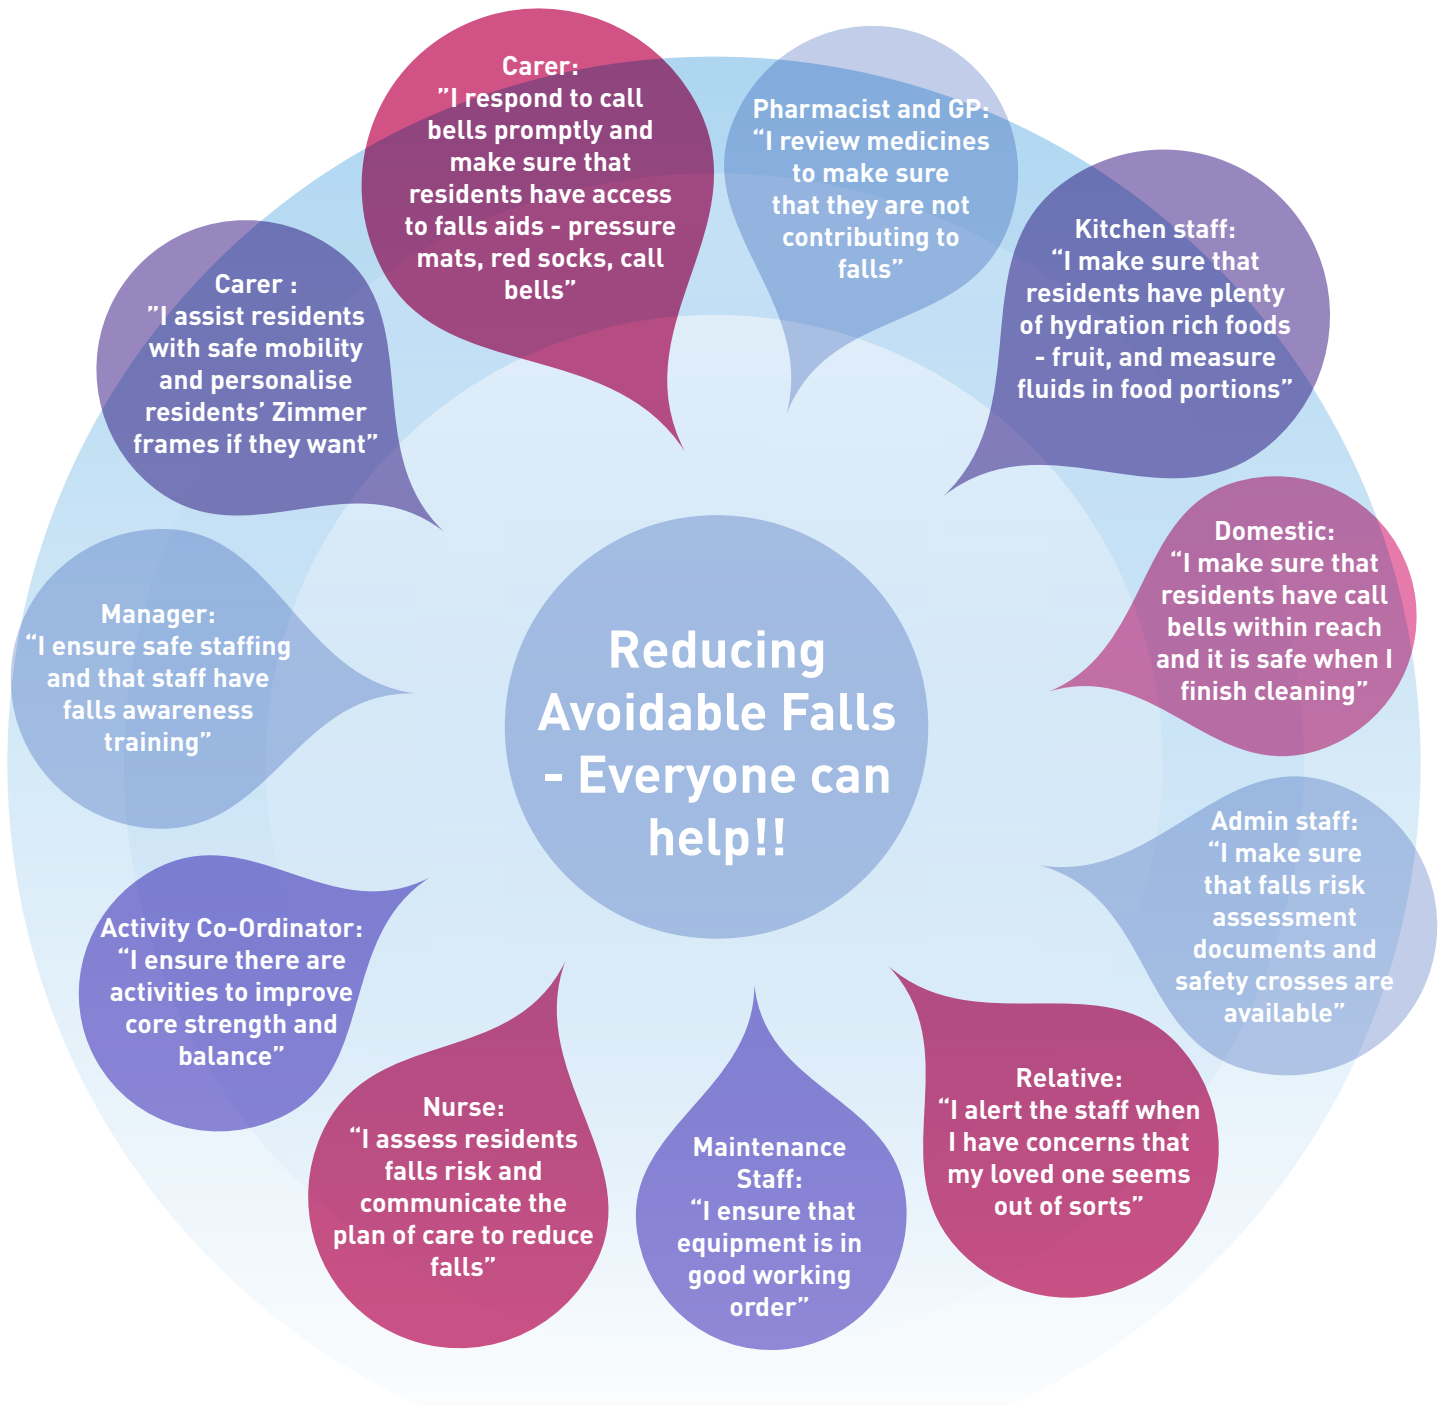 Carer:
”I respond to call
bells promptly and
make sure that
residents have access
to falls aids - pressure
mats, red socks, call
bells”
Pharmacist and GP:
“I review medicines
to make sure
that they are not
contributing to
falls”
Kitchen staff:
“I make sure that
residents have plenty
of hydration rich foods
- fruit, and measure
fluids in food portions”
Domestic:
“I make sure that
residents have call
bells within reach
and it is safe when I
finish cleaning”
Admin staff:
“I make sure
that falls risk
assessment
documents and
safety crosses are
available”
Relative:
“I alert the staff when
I have concerns that
my loved one seems
out of sorts”
Maintenance
Staff:
“I ensure that
equipment is in
good working
order”
Nurse:
“I assess residents
falls risk and
communicate the
plan of care to reduce
falls”
Activity Co-Ordinator:
“I ensure there are
activities to improve
core strength and
balance”
Manager:
“I ensure safe staffing
and that staff have
falls awareness
training”
Carer :
”I assist residents
with safe mobility
and personalise
residents’ Zimmer
frames if they want”
Reducing
Avoidable Falls
- Everyone can
help!!